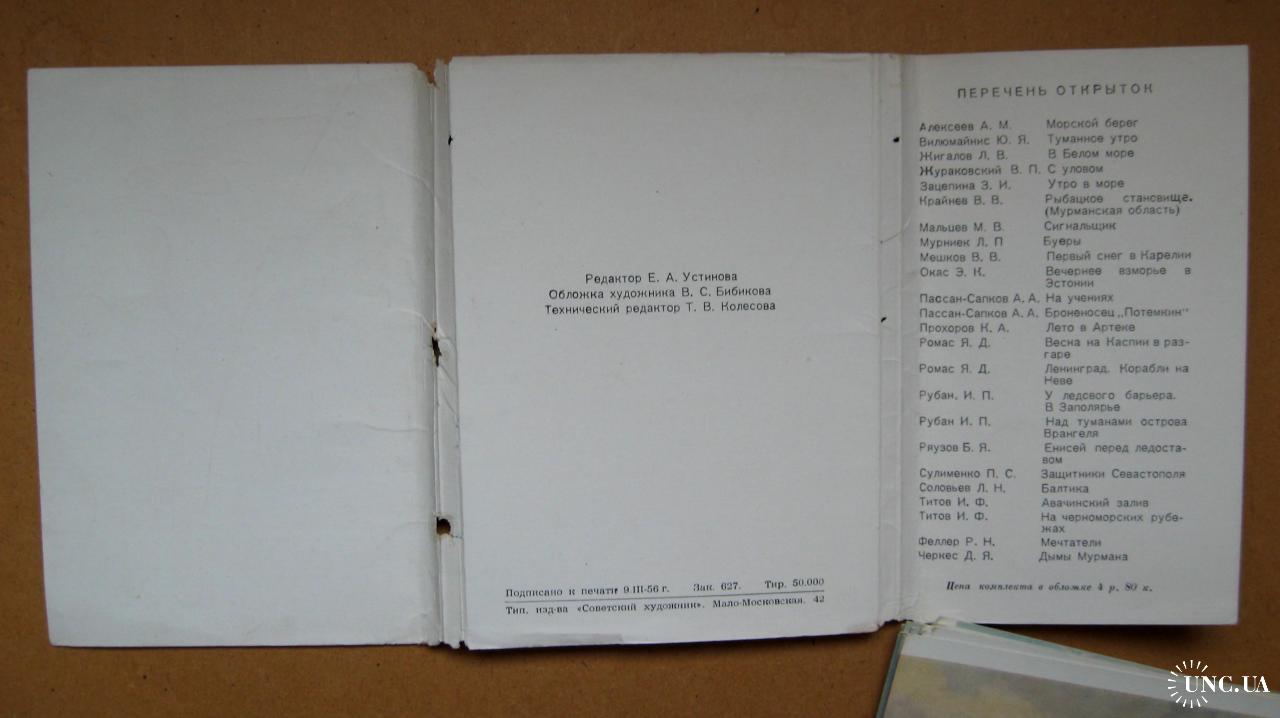 Редактор Е. А. Устинова
Обложка художника В. С. Бибикова
Технический редактор Т. В. Колесова
Подписано к печати 9.III-56 г. Зак. 627. Тир. 50.000
Тип. изд-ва «Советский художник». Мало-Московская. 42
ПЕРЕЧЕНЬ ОТКРЫТОК
Алексеев А. М. Морской берег
Вилюмайнис Ю. Я. Туманное утро
Жигалов Л. В. В Белом море
Жураковский В. П. С уловом
Зацепина З. И. Утро в море
Крайнев В. В. Рыбацкое становище.
(Мурманская область)
Мальцев М. В. Сигнальщик
Мурниек Л. П Буеры
Мешков В. В. Первый снег в Карелии
Окас Э. К. Вечернее взморье в
Эстонии
Пассан-Сапков А. А. На учениях
Пассан-Сапков А. А. Броненосец „Потемкин"
Прохоров К. А. Лето в Артеке
Ромас Я. Д. Весна на Каспии в раз-
гаре
Ромас Я. Д. Ленинград. Корабли на
Неве
Рубан. И. П. У ледового барьера.
В Заполярье
Рубан И. П. Над туманами острова
Врангеля
Ряузов Б. Я. Енисей перед ледоста-
вом
Сулименко П. С. Защитники Севастополя
Соловьев Л. Н. Балтика
Титов И. Ф. Авачинский залив
Титов И. Ф. На черноморских рубе-
жах
Феллер Р. Н. Мечтатели
Черкес Д. Я. Дымы Мурмана
Цена комплекта в обложке 4 р. 80 к.
UNC.UA